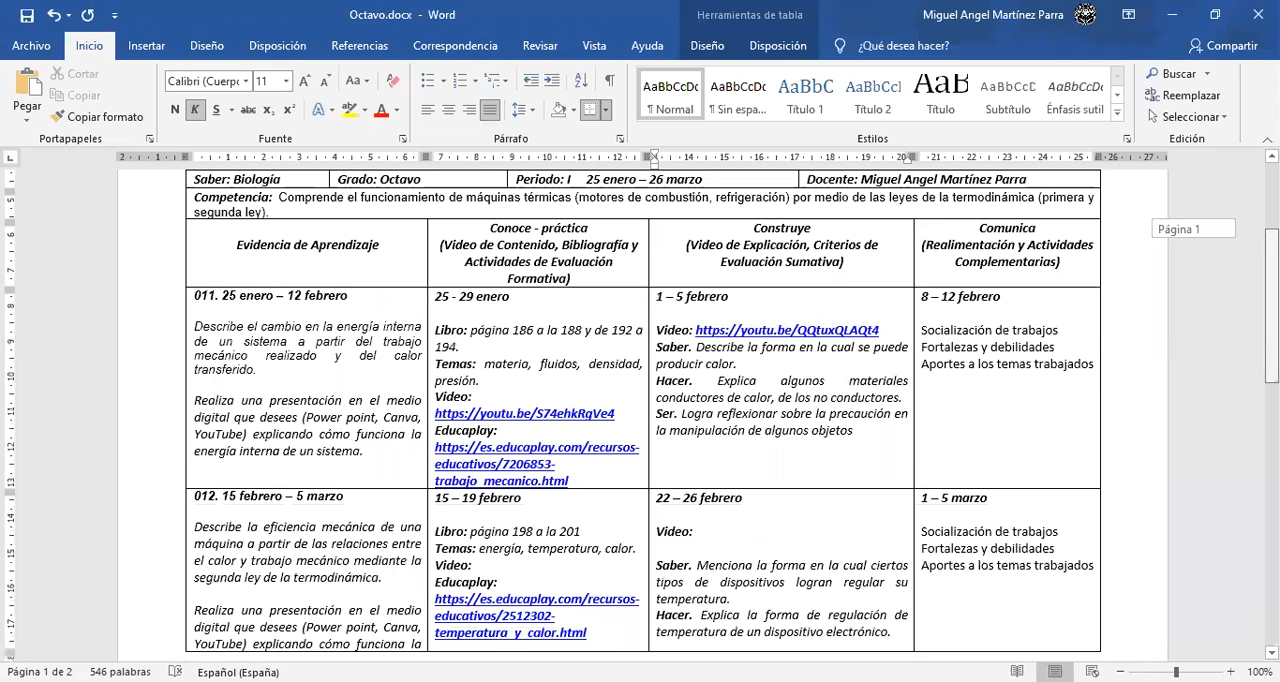 Octavo.docx - Word
Herramientas de tabla
Miguel Angel Martínez Parra
Archivo Inicio Insertar Diseño Disposición Referencias Correspondencia Revisar Vista Ayuda Diseño Disposición ¿Qué desea hacer? Compartir
Pegar
Cortar
Copiar
Copiar formato
Portapapeles
Calibri (Cuerpo 11
N K S abc x₂ x²
Fuente
Párrafo
AaBbCcDc AaBbCcDc AaBbC AaBbCcC AaB AaBbCcD AaBbCcDc
¶ Normal ¶ Sin espa... Título 1 Título 2 Título Subtítulo Énfasis sutil
Estilos
Buscar
Reemplazar
Seleccionar
Edición
Página 1
Saber: Biología Grado: Octavo Periodo: I 25 enero – 26 marzo Docente: Miguel Angel Martínez Parra
Competencia: Comprende el funcionamiento de máquinas térmicas (motores de combustión, refrigeración) por medio de las leyes de la termodinámica (primera y
segunda ley).
Evidencia de Aprendizaje
Conoce - práctica
(Video de Contenido, Bibliografía y
Actividades de Evaluación
Formativa)
Construye
(Video de Explicación, Criterios de
Evaluación Sumativa)
Comunica
(Realimentación y Actividades
Complementarias)
011. 25 enero – 12 febrero
Describe el cambio en la energía interna
de un sistema a partir del trabajo
mecánico realizado y del calor
transferido.
Realiza una presentación en el medio
digital que desees (Power point, Canva,
YouTube) explicando cómo funciona la
energía interna de un sistema.
25 - 29 enero
Libro: página 186 a la 188 y de 192 a
194.
Temas: materia, fluidos, densidad,
presión.
Video:
https://youtu.be/S74ehkRqVe4
Educaplay:
https://es.educaplay.com/recursos-
educativos/7206853-
trabajo_mecanico.html
1 – 5 febrero
Video: https://youtu.be/QQtuxQLAQt4
Saber. Describe la forma en la cual se puede
producir calor.
Hacer. Explica algunos materiales
conductores de calor, de los no conductores.
Ser. Logra reflexionar sobre la precaución en
la manipulación de algunos objetos
8 – 12 febrero
Socialización de trabajos
Fortalezas y debilidades
Aportes a los temas trabajados
012. 15 febrero – 5 marzo
Describe la eficiencia mecánica de una
máquina a partir de las relaciones entre
el calor y trabajo mecánico mediante la
segunda ley de la termodinámica.
Realiza una presentación en el medio
digital que desees (Power point, Canva,
YouTube) explicando cómo funciona la
15 – 19 febrero
Libro: página 198 a la 201
Temas: energía, temperatura, calor.
Video:
Educaplay:
https://es.educaplay.com/recursos-
educativos/2512302-
temperatura_y_calor.html
22 – 26 febrero
Video:
Saber. Menciona la forma en la cual ciertos
tipos de dispositivos logran regular su
temperatura.
Hacer. Explica la forma de regulación de
temperatura de un dispositivo electrónico.
1 – 5 marzo
Socialización de trabajos
Fortalezas y debilidades
Aportes a los temas trabajados
Página 1 de 2 546 palabras Español (España) 100%